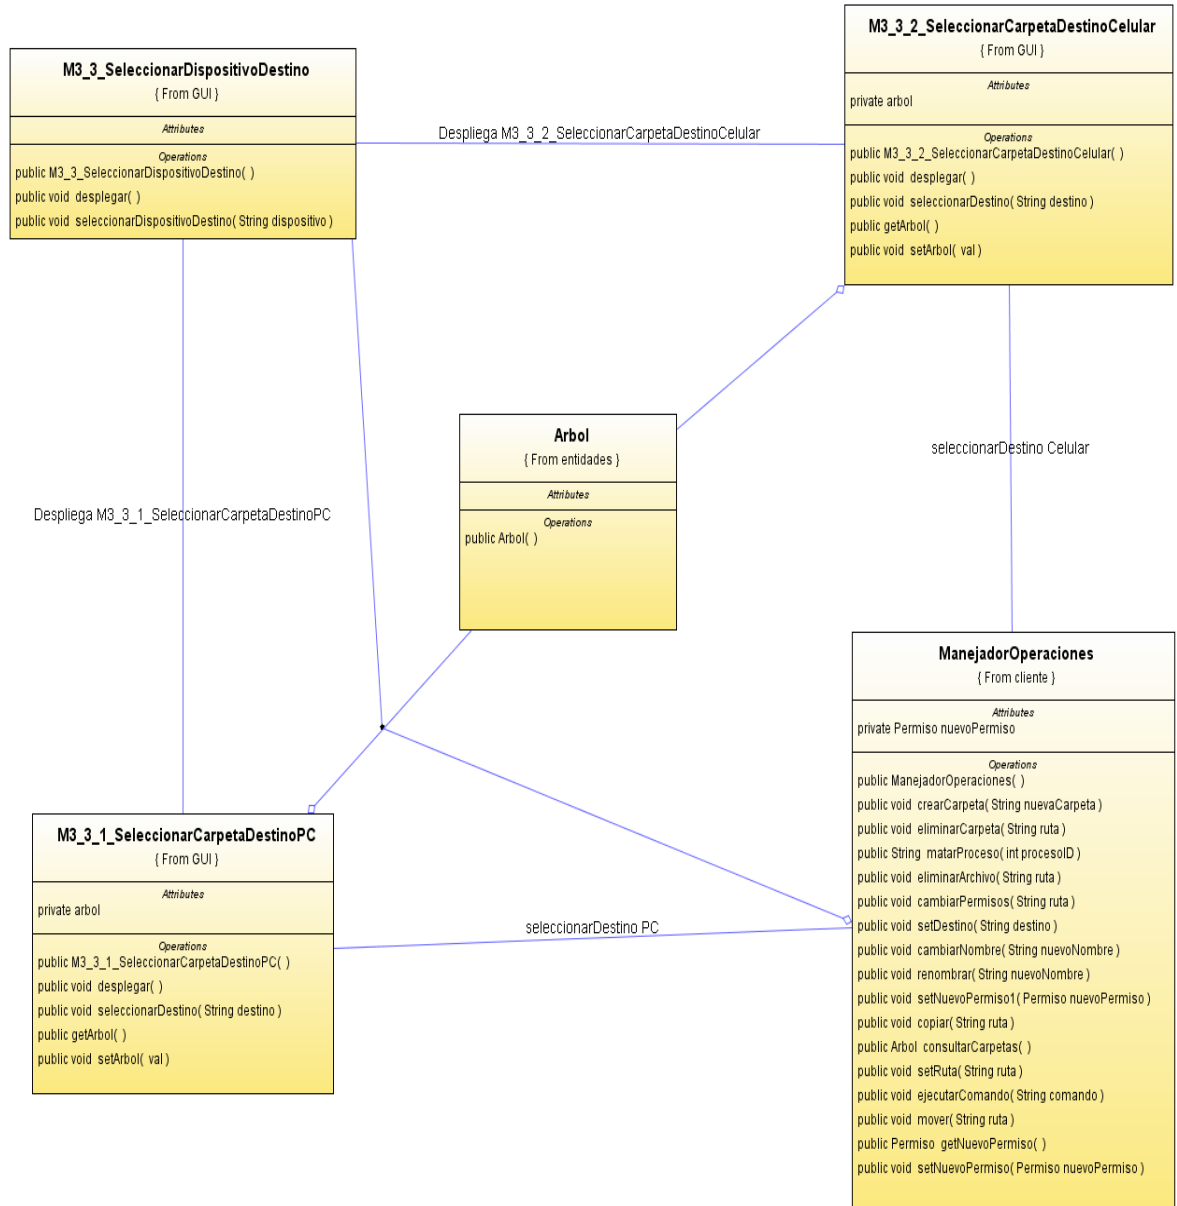 M3_3_SeleccionarDispositivoDestino
{ From GUI }
Attributes
Operations
public M3_3_SeleccionarDispositivoDestino( )
public void desplegar( )
public void seleccionarDispositivoDestino( String dispositivo )
Despliega M3_3_2_SeleccionarCarpetaDestinoCelular
M3_3_2_SeleccionarCarpetaDestinoCelular
{ From GUI }
Attributes
private arbol
Operations
public M3_3_2_SeleccionarCarpetaDestinoCelular( )
public void desplegar( )
public void seleccionarDestino( String destino )
public getArbol( )
public void setArbol( val )
Arbol
{ From entidades }
Attributes
Operations
public Arbol( )
seleccionarDestino Celular
Despliega M3_3_1_SeleccionarCarpetaDestinoPC
M3_3_1_SeleccionarCarpetaDestinoPC
{ From GUI }
Attributes
private arbol
Operations
public M3_3_1_SeleccionarCarpetaDestinoPC( )
public void desplegar( )
public void seleccionarDestino( String destino )
public getArbol( )
public void setArbol( val )
seleccionarDestino PC
ManejadorOperaciones
{ From cliente }
Attributes
private Permiso nuevoPermiso
Operations
public ManejadorOperaciones( )
public void crearCarpeta( String nuevaCarpeta )
public void eliminarCarpeta( String ruta )
public String matarProceso( int procesoID )
public void eliminarArchivo( String ruta )
public void cambiarPermisos( String ruta )
public void setDestino( String destino )
public void cambiarNombre( String nuevoNombre )
public void renombrar( String nuevoNombre )
public void setNuevoPermiso1( Permiso nuevoPermiso )
public void copiar( String ruta )
public Arbol consultarCarpetas( )
public void setRuta( String ruta )
public void ejecutarComando( String comando )
public void mover( String ruta )
public Permiso getNuevoPermiso( )
public void setNuevoPermiso( Permiso nuevoPermiso )